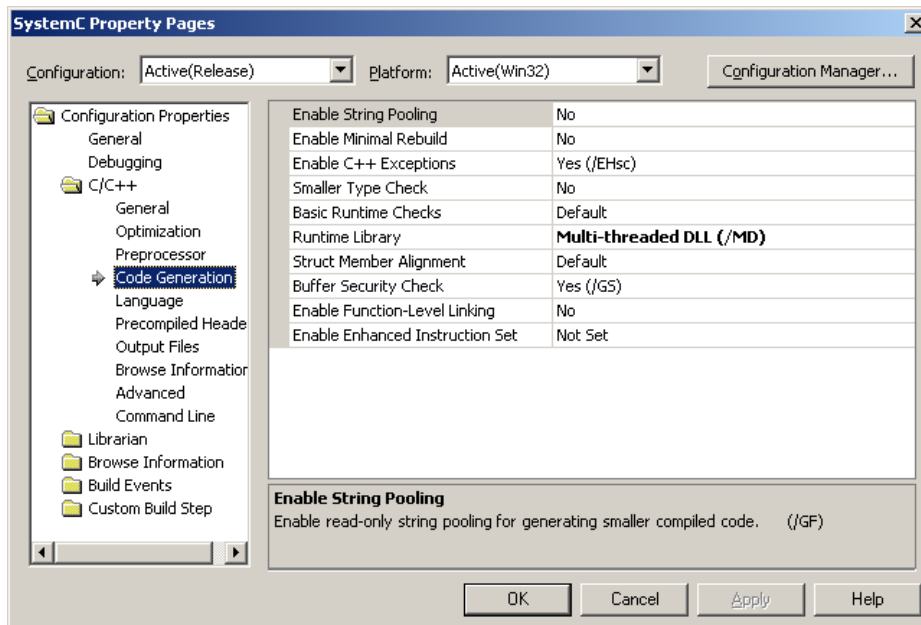 SystemC Property Pages
Configuration: Active(Release) Platform: Active(Win32) Configuration Manager...
Configuration Properties
General
Debugging
C/C++
General
Optimization
Preprocessor
Code Generation
Language
Precompiled Heade
Output Files
Browse Information
Advanced
Command Line
Librarian
Browse Information
Build Events
Custom Build Step
Enable String Pooling No
Enable Minimal Rebuild No
Enable C++ Exceptions Yes (/EHsc)
Smaller Type Check No
Basic Runtime Checks Default
Runtime Library Multi-threaded DLL (/MD)
Struct Member Alignment Default
Buffer Security Check Yes (/GS)
Enable Function-Level Linking No
Enable Enhanced Instruction Set Not Set
Enable String Pooling
Enable read-only string pooling for generating smaller compiled code. (/GF)
OK Cancel Apply Help